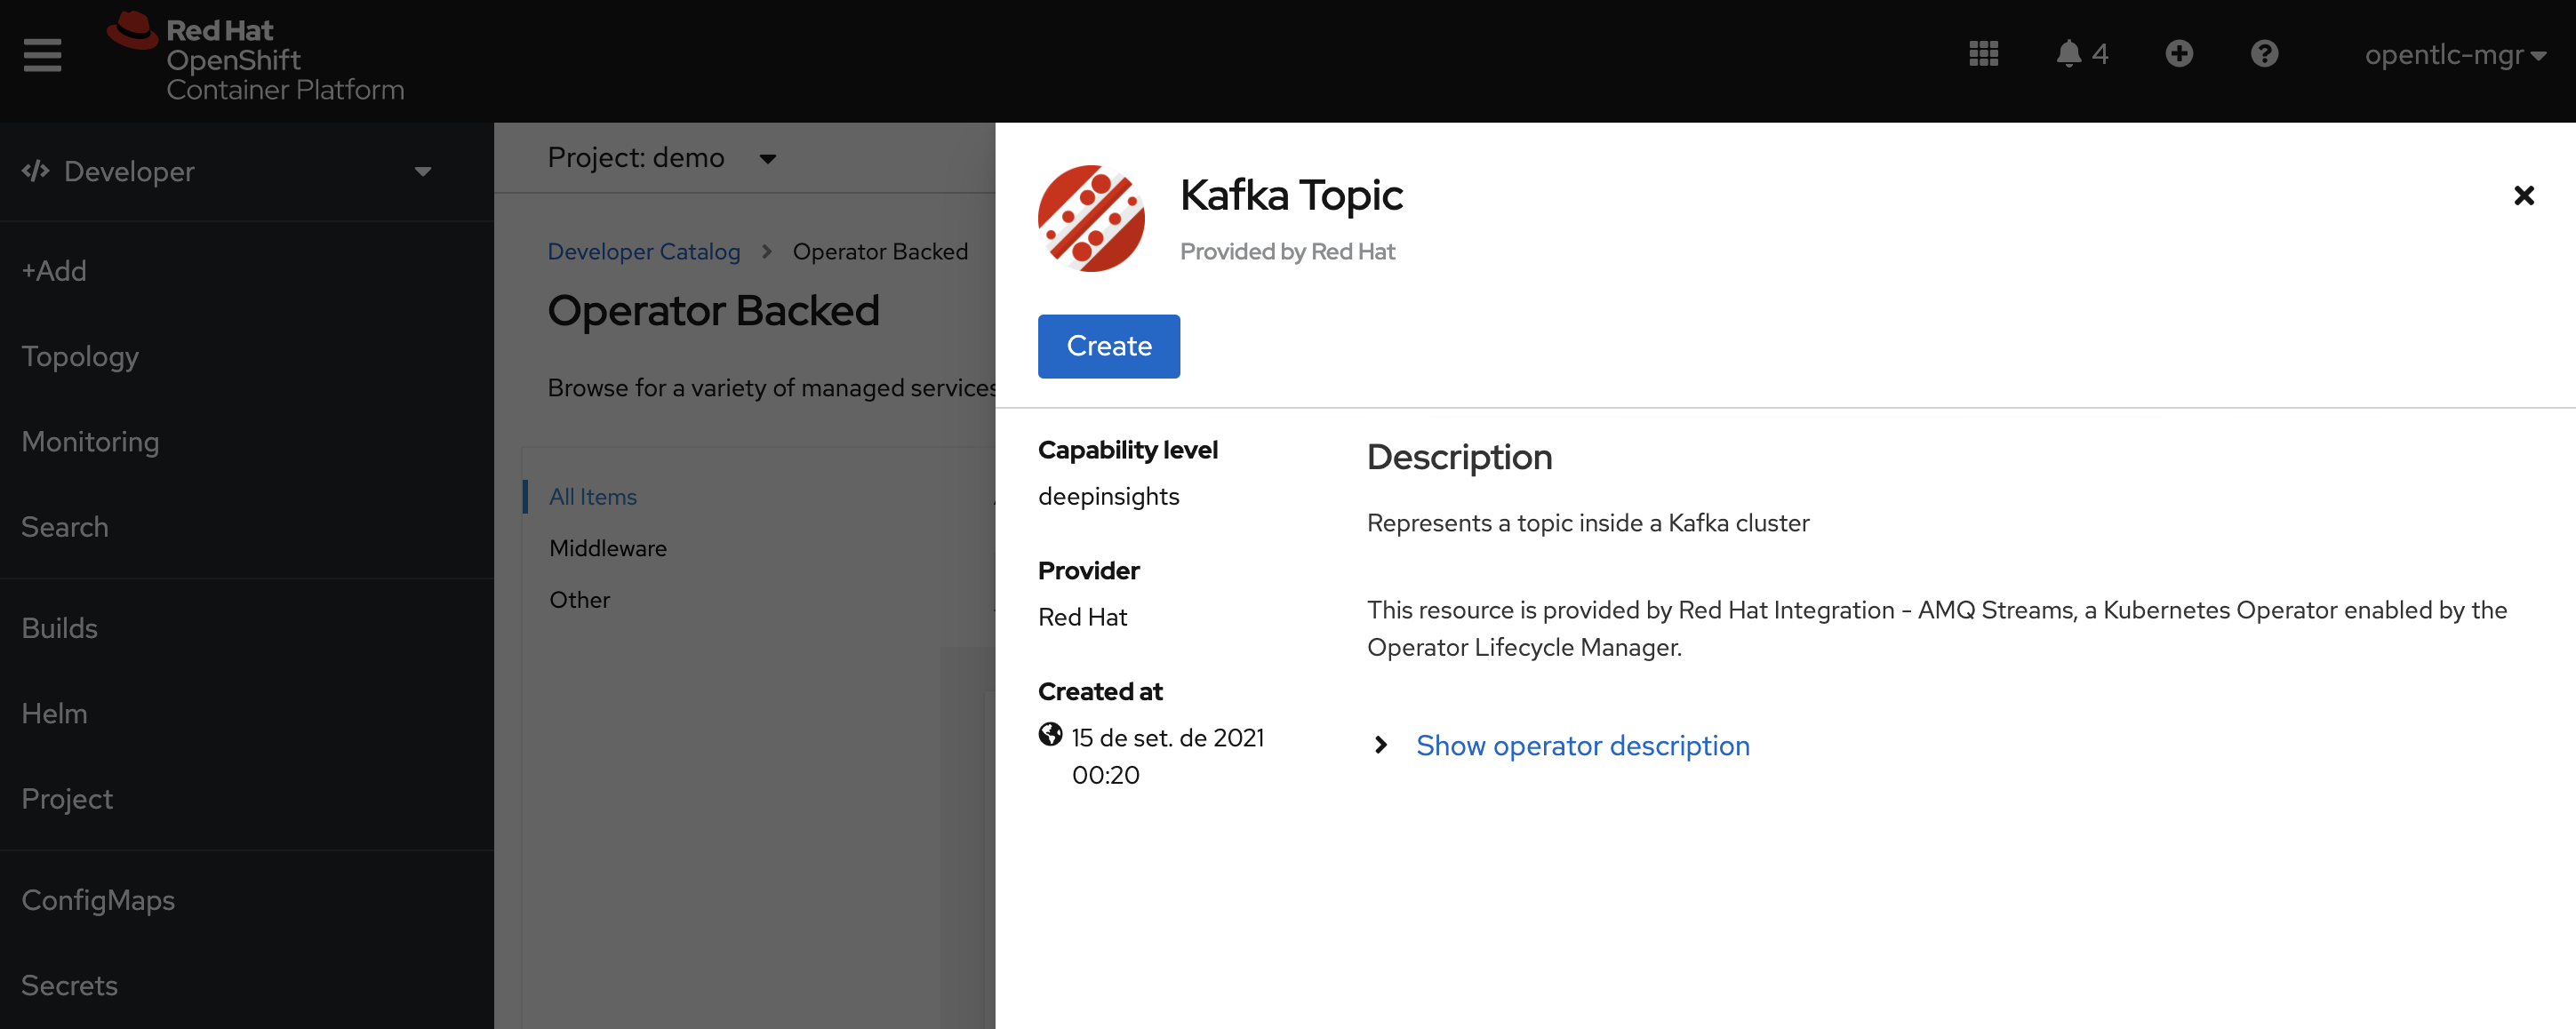 Red Hat
OpenShift
Container Platform
4
opentlc-mgr
Developer
+Add
Topology
Monitoring
Search
Builds
Helm
Project
ConfigMaps
Secrets
Project: demo
Developer Catalog > Operator Backed
Operator Backed
Browse for a variety of managed services
All Items
Middleware
Other
Kafka Topic
Provided by Red Hat
Create
Capability level
deepinsights
Provider
Red Hat
Created at
15 de set. de 2021
00:20
Description
Represents a topic inside a Kafka cluster
This resource is provided by Red Hat Integration - AMQ Streams, a Kubernetes Operator enabled by the
Operator Lifecycle Manager.
Show operator description